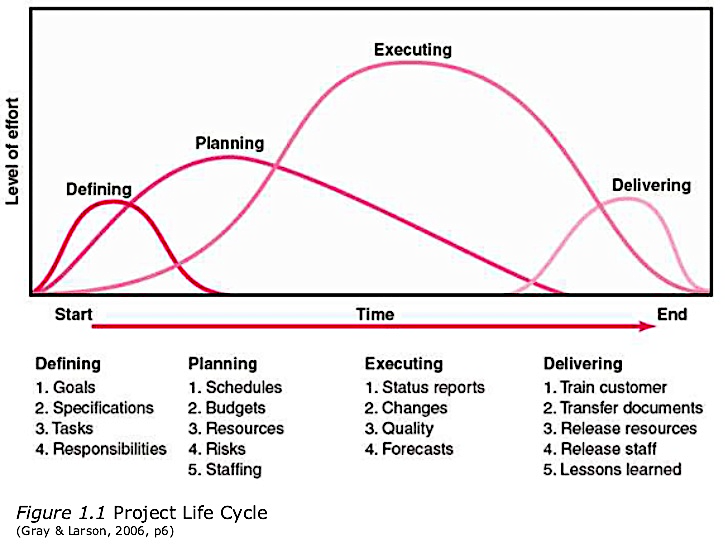 Executing
Planning
Defining
Delivering
Level of effort
Start
Time
End
Defining
1. Goals
2. Specifications
3. Tasks
4. Responsibilities
Planning
1. Schedules
2. Budgets
3. Resources
4. Risks
5. Staffing
Executing
1. Status reports
2. Changes
3. Quality
4. Forecasts
Delivering
1. Train customer
2. Transfer documents
3. Release resources
4. Release staff
5. Lessons learned
Figure 1.1 Project Life Cycle
(Gray & Larson, 2006, p6)